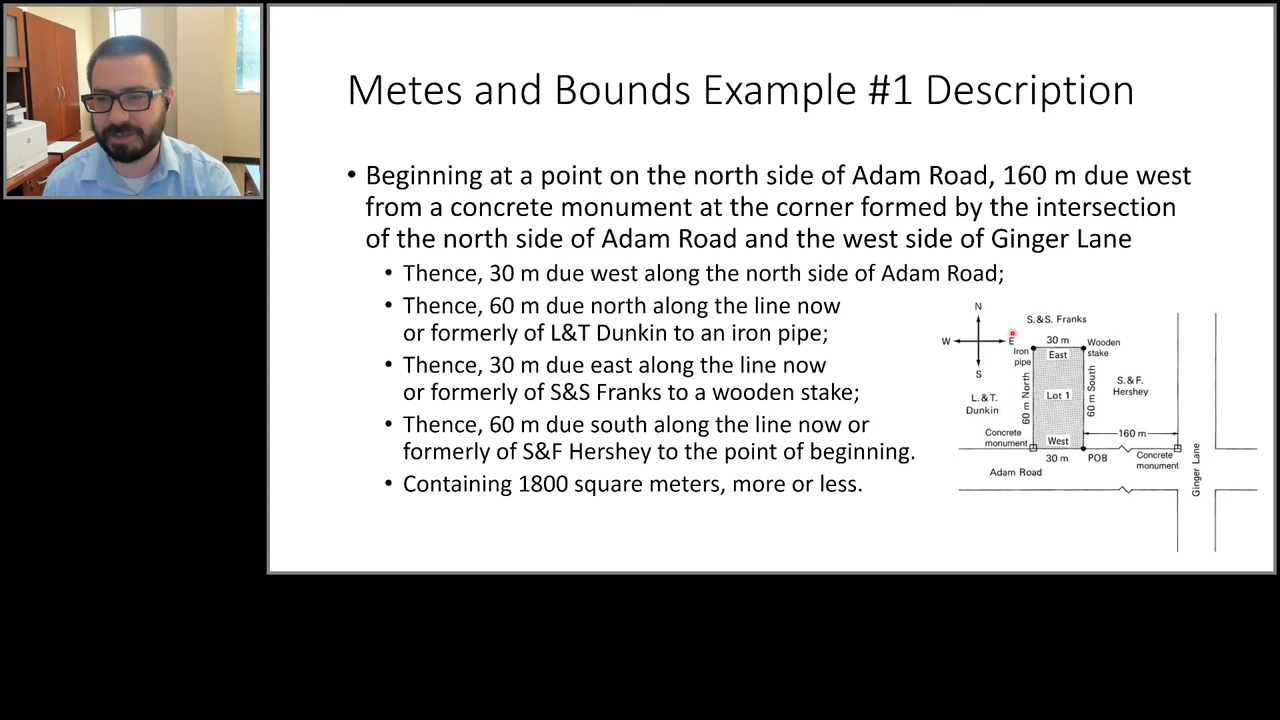 Metes and Bounds Example #1 Description
• Beginning at a point on the north side of Adam Road, 160 m due west
from a concrete monument at the corner formed by the intersection
of the north side of Adam Road and the west side of Ginger Lane
• Thence, 30 m due west along the north side of Adam Road;
• Thence, 60 m due north along the line now
or formerly of L&T Dunkin to an iron pipe;
• Thence, 30 m due east along the line now
or formerly of S&S Franks to a wooden stake;
• Thence, 60 m due south along the line now or
formerly of S&F Hershey to the point of beginning.
• Containing 1800 square meters, more or less.
N
W
E
S
S.&S. Franks
30 m
East
Iron
pipe
Wooden
stake
L.&T.
Dunkin
60 m North
Lot 1
60 m South
S.&F.
Hershey
Concrete
monument
West
30 m
POB
160 m
Concrete
monument
Adam Road
Ginger Lane